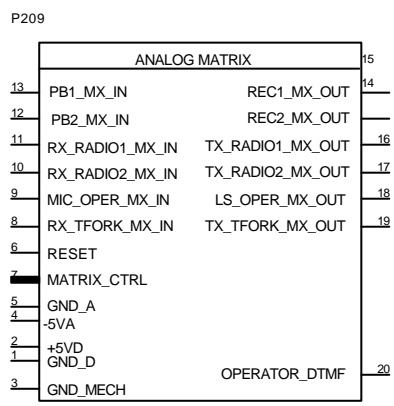 P209
ANALOG MATRIX 15
13 PB1_MX_IN REC1_MX_OUT 14
12 PB2_MX_IN REC2_MX_OUT
11 RX_RADIO1_MX_IN TX_RADIO1_MX_OUT 16
10 RX_RADIO2_MX_IN TX_RADIO2_MX_OUT 17
9 MIC_OPER_MX_IN LS_OPER_MX_OUT 18
8 RX_TFORK_MX_IN TX_TFORK_MX_OUT 19
6 RESET
7 MATRIX_CTRL
5 GND_A
4 -5VA
2 +5VD
1 GND_D
OPERATOR_DTMF 20
3 GND_MECH